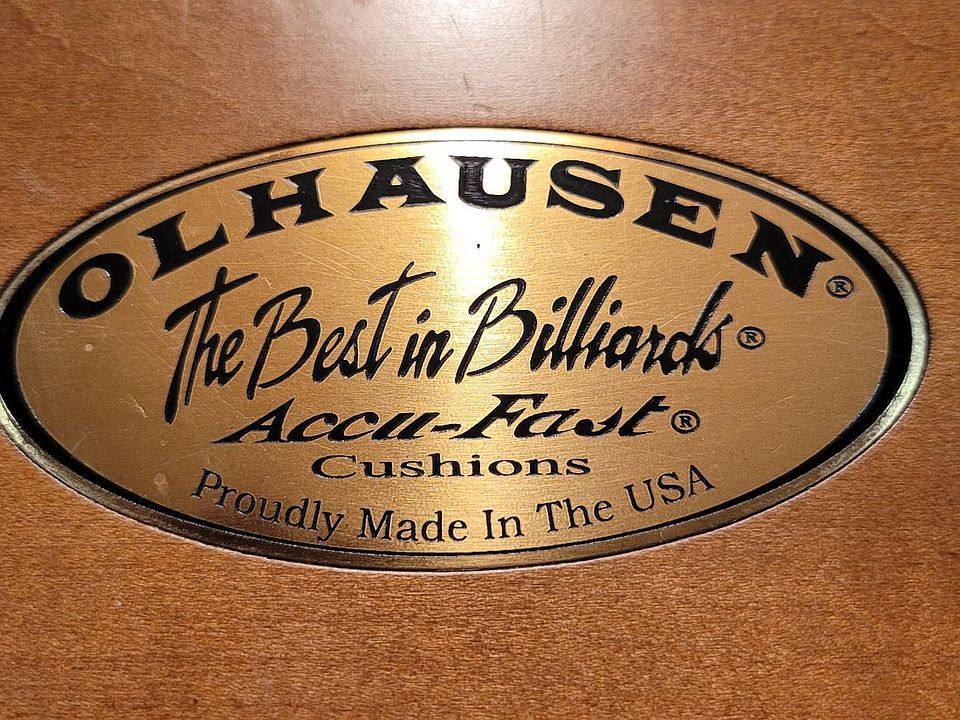 OLHAUSEN®
The Best in Billiards®
Accu-Fast®
Cushions
Proudly Made In The USA